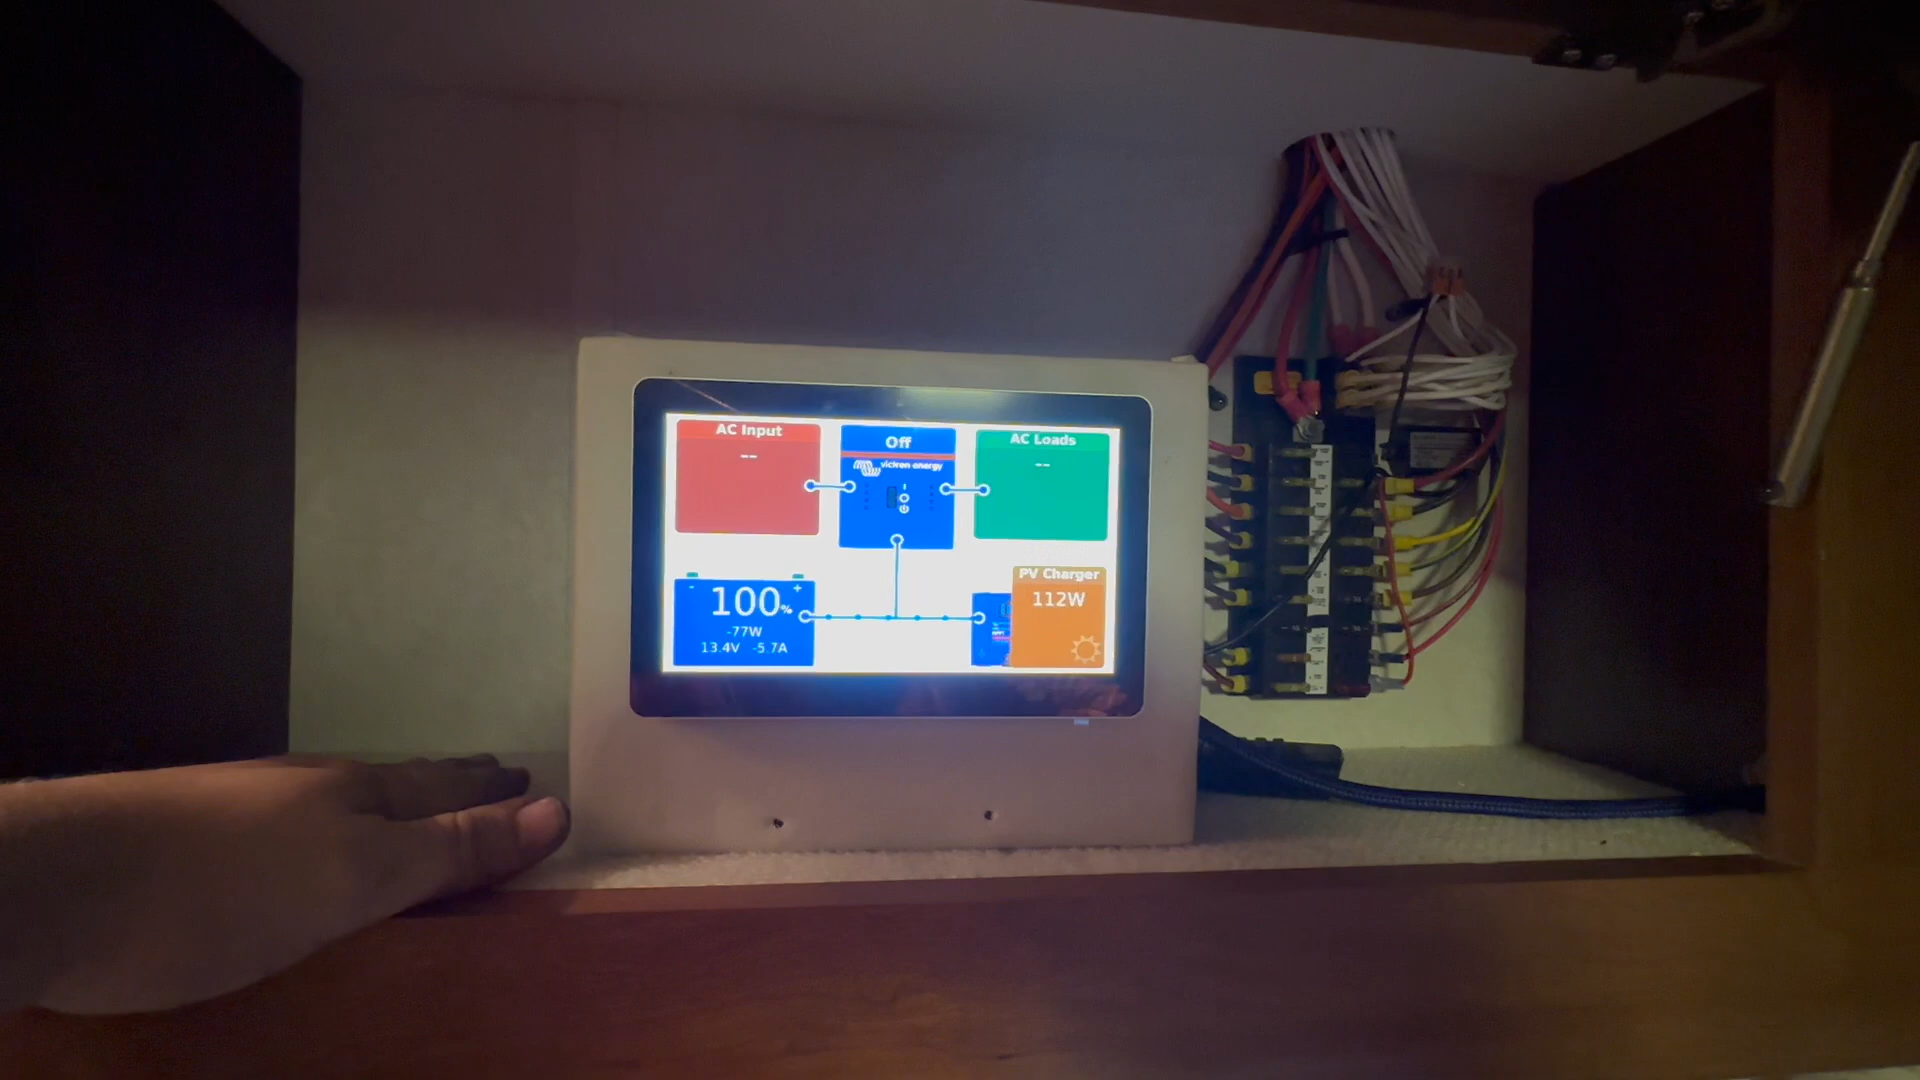 AC Input
--
Off
victron energy
AC Loads
--
100%
-77W
13.4V -5.7A
PV Charger
112W